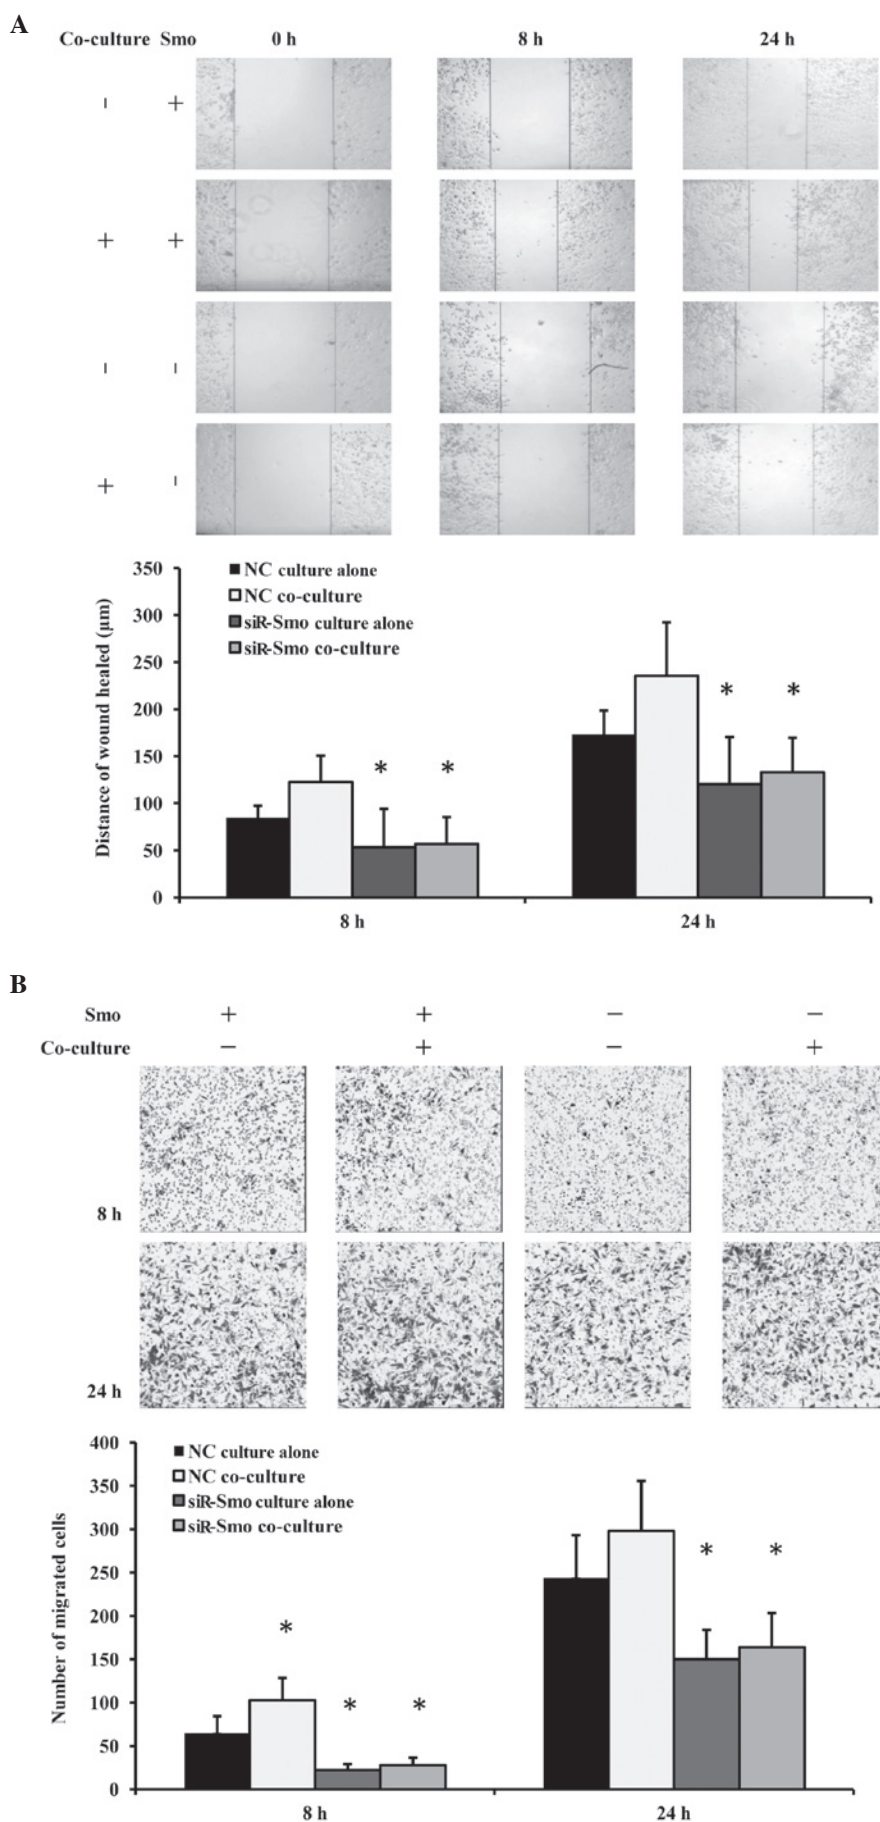 A
Co-culture Smo 0 h 8 h 24 h
- +
+ +
- -
+ -
350
300
250
200
150
100
50
0
Distance of wound healed (μm)
NC culture alone
NC co-culture
siR-Smo culture alone
siR-Smo co-culture
* * * *
8 h 24 h
B
Smo + + - -
Co-culture - + - +
8 h
24 h
400
350
300
250
200
150
100
50
0
Number of migrated cells
NC culture alone
NC co-culture
siR-Smo culture alone
siR-Smo co-culture
* * * * *
8 h 24 h